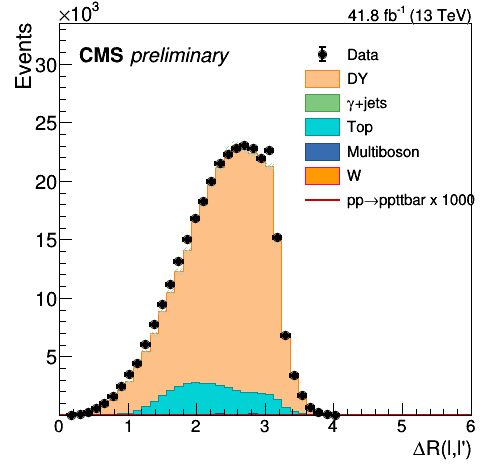 ×10³
41.8 fb⁻¹ (13 TeV)
Events
CMS preliminary
Data
DY
γ+jets
Top
Multiboson
W
pp→ppttbar x 1000
30
25
20
15
10
5
0
0 1 2 3 4 5 6
ΔR(l,l')